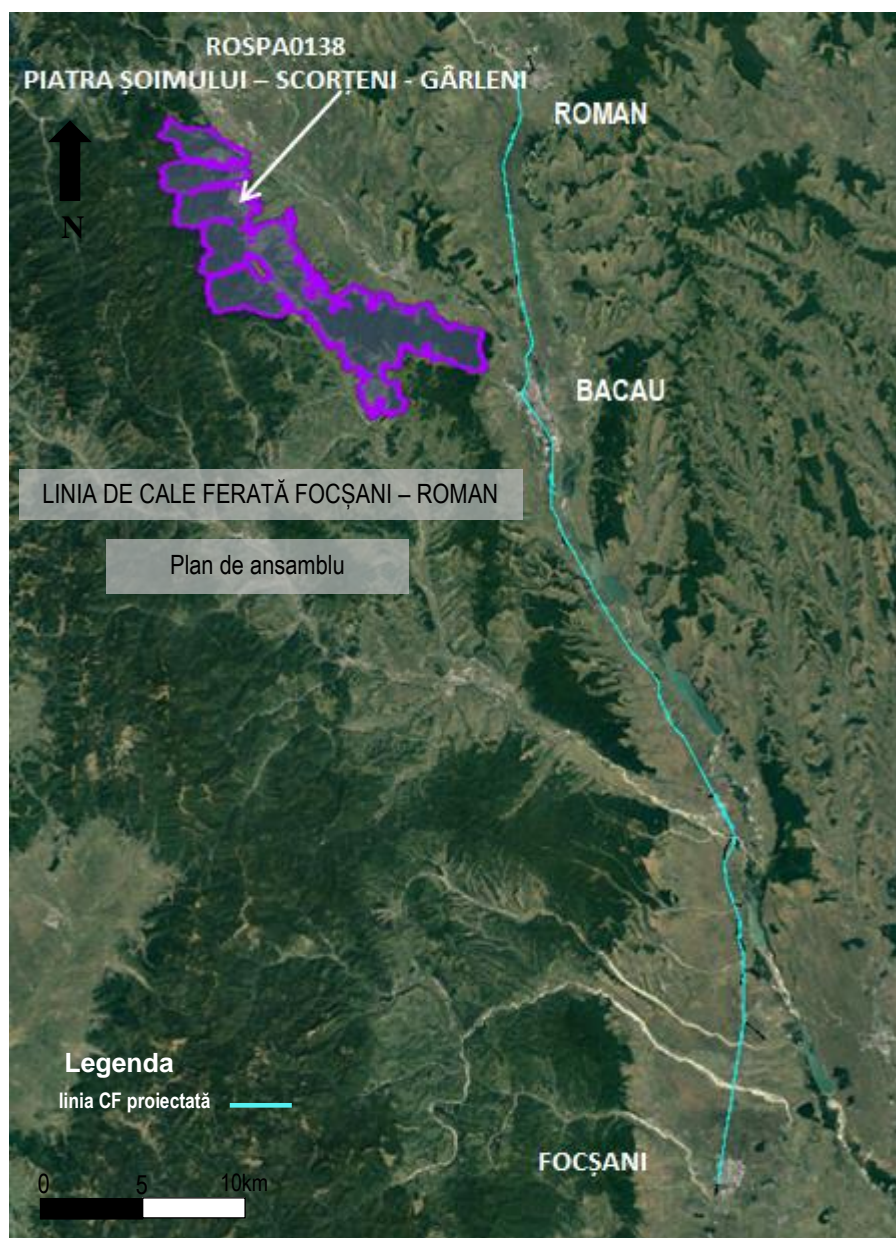 ROSPA0138
PIATRA ȘOIMULUI – SCORȚENI - GÂRLENI
ROMAN
N
BACAU
LINIA DE CALE FERATĂ FOCȘANI – ROMAN
Plan de ansamblu
Legenda
linia CF proiectată
FOCȘANI
0 5 10km